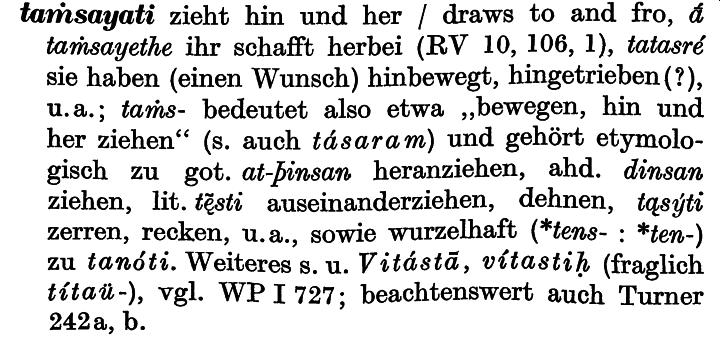 taṁsayati zieht hin und her / draws to and fro, ā́
taṁsayethe ihr schafft herbei (RV 10, 106, 1), tatasré
sie haben (einen Wunsch) hinbewegt, hingetrieben (?),
u. a.; taṁs- bedeutet also etwa „bewegen, hin und
her ziehen“ (s. auch tásaram) und gehört etymolo-
gisch zu got. at-þinsan heranziehen, ahd. dinsan
ziehen, lit. tę̃sti auseinanderziehen, dehnen, tąsýti
zerren, recken, u. a., sowie wurzelhaft (*tens- : *ten-)
zu tanóti. Weiteres s. u. Vitástā, vítastiḥ (fraglich
títaü-), vgl. WP I 727; beachtenswert auch Turner
242a, b.